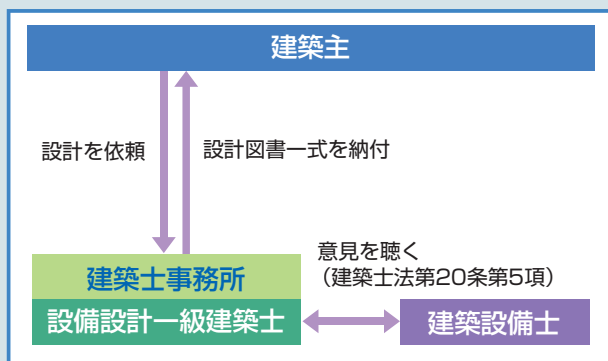 建築主
設計を依頼
設計図書一式を納付
意見を聴く
（建築士法第20条第5項）
建築士事務所
設備設計一級建築士
建築設備士